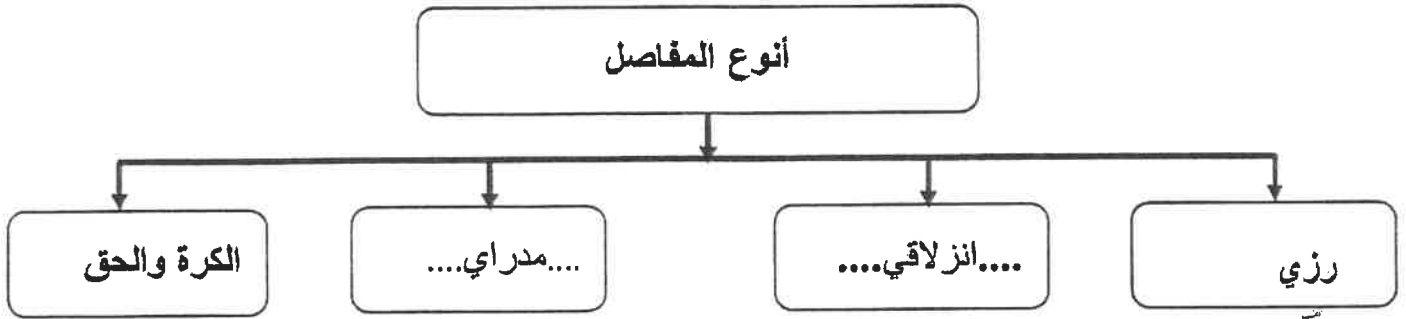 أنوع المفاصل
رزي
....انزلاقي....
....مدراي....
الكرة والحق